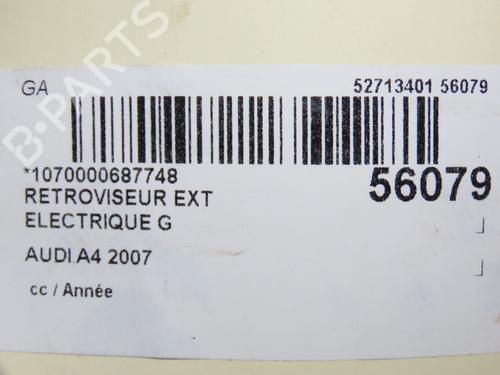 GA
52713401 56079
*1070000687748
56079
RETROVISEUR EXT
ELECTRIQUE G
AUDI A4 2007
cc / Année
B-PARTS